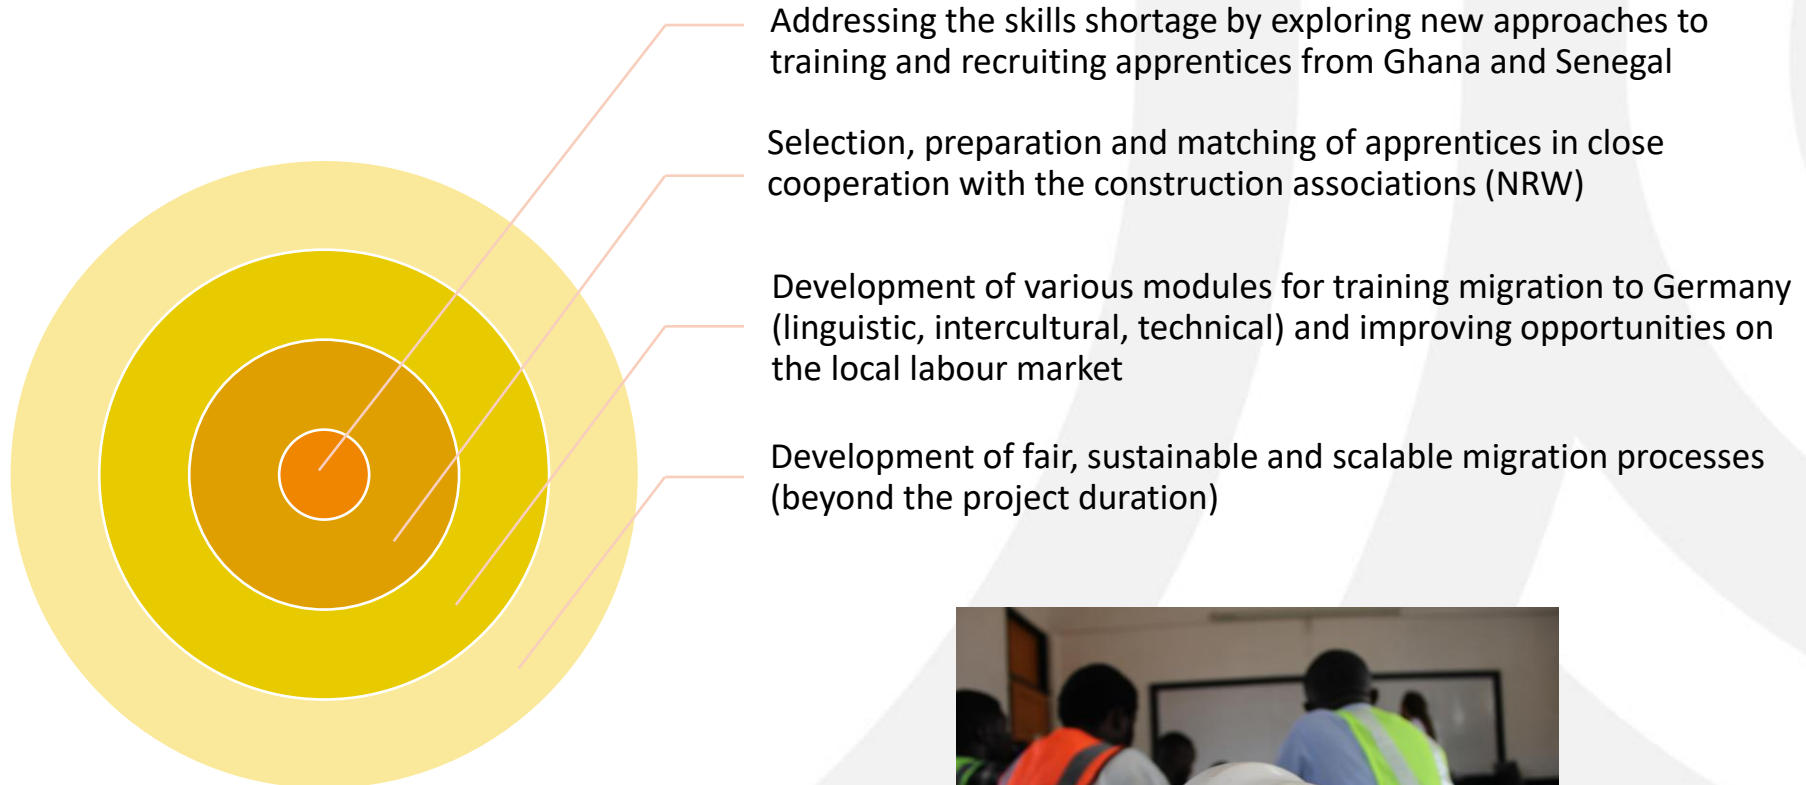 Addressing the skills shortage by exploring new approaches to
training and recruiting apprentices from Ghana and Senegal
Selection, preparation and matching of apprentices in close
cooperation with the construction associations (NRW)
Development of various modules for training migration to Germany
(linguistic, intercultural, technical) and improving opportunities on
the local labour market
Development of fair, sustainable and scalable migration processes
(beyond the project duration)